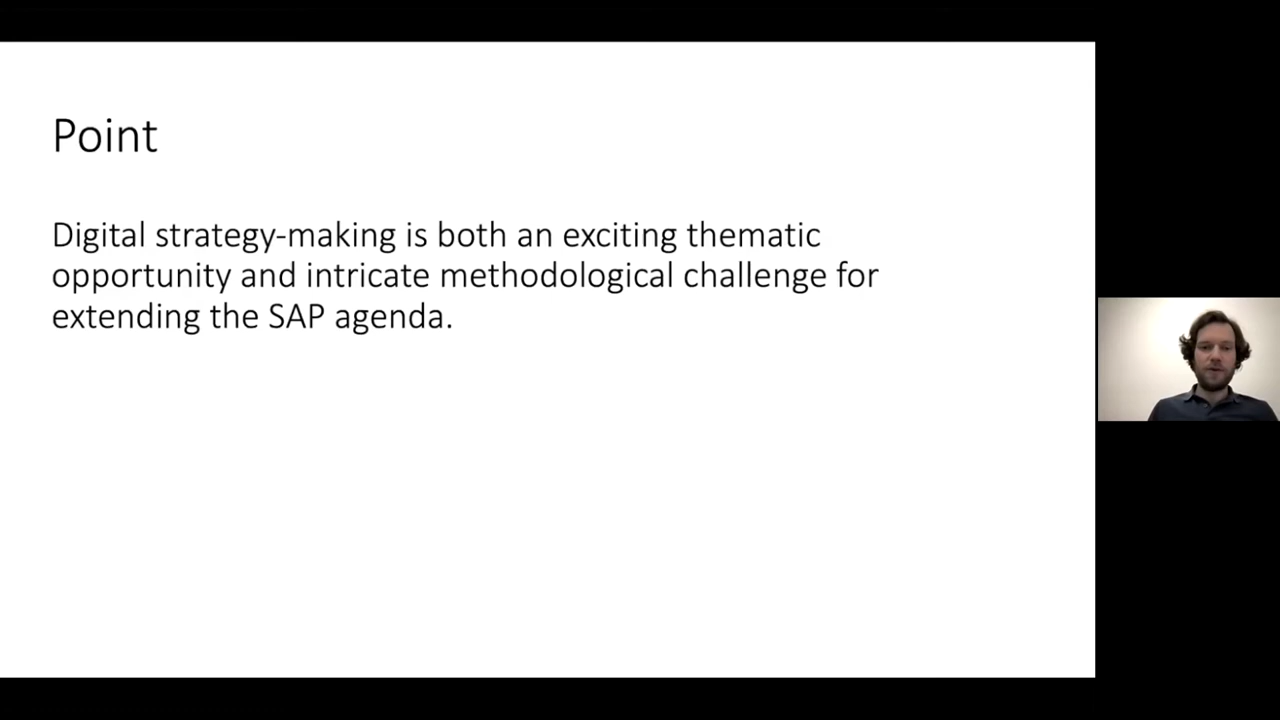 Point
Digital strategy-making is both an exciting thematic
opportunity and intricate methodological challenge for
extending the SAP agenda.